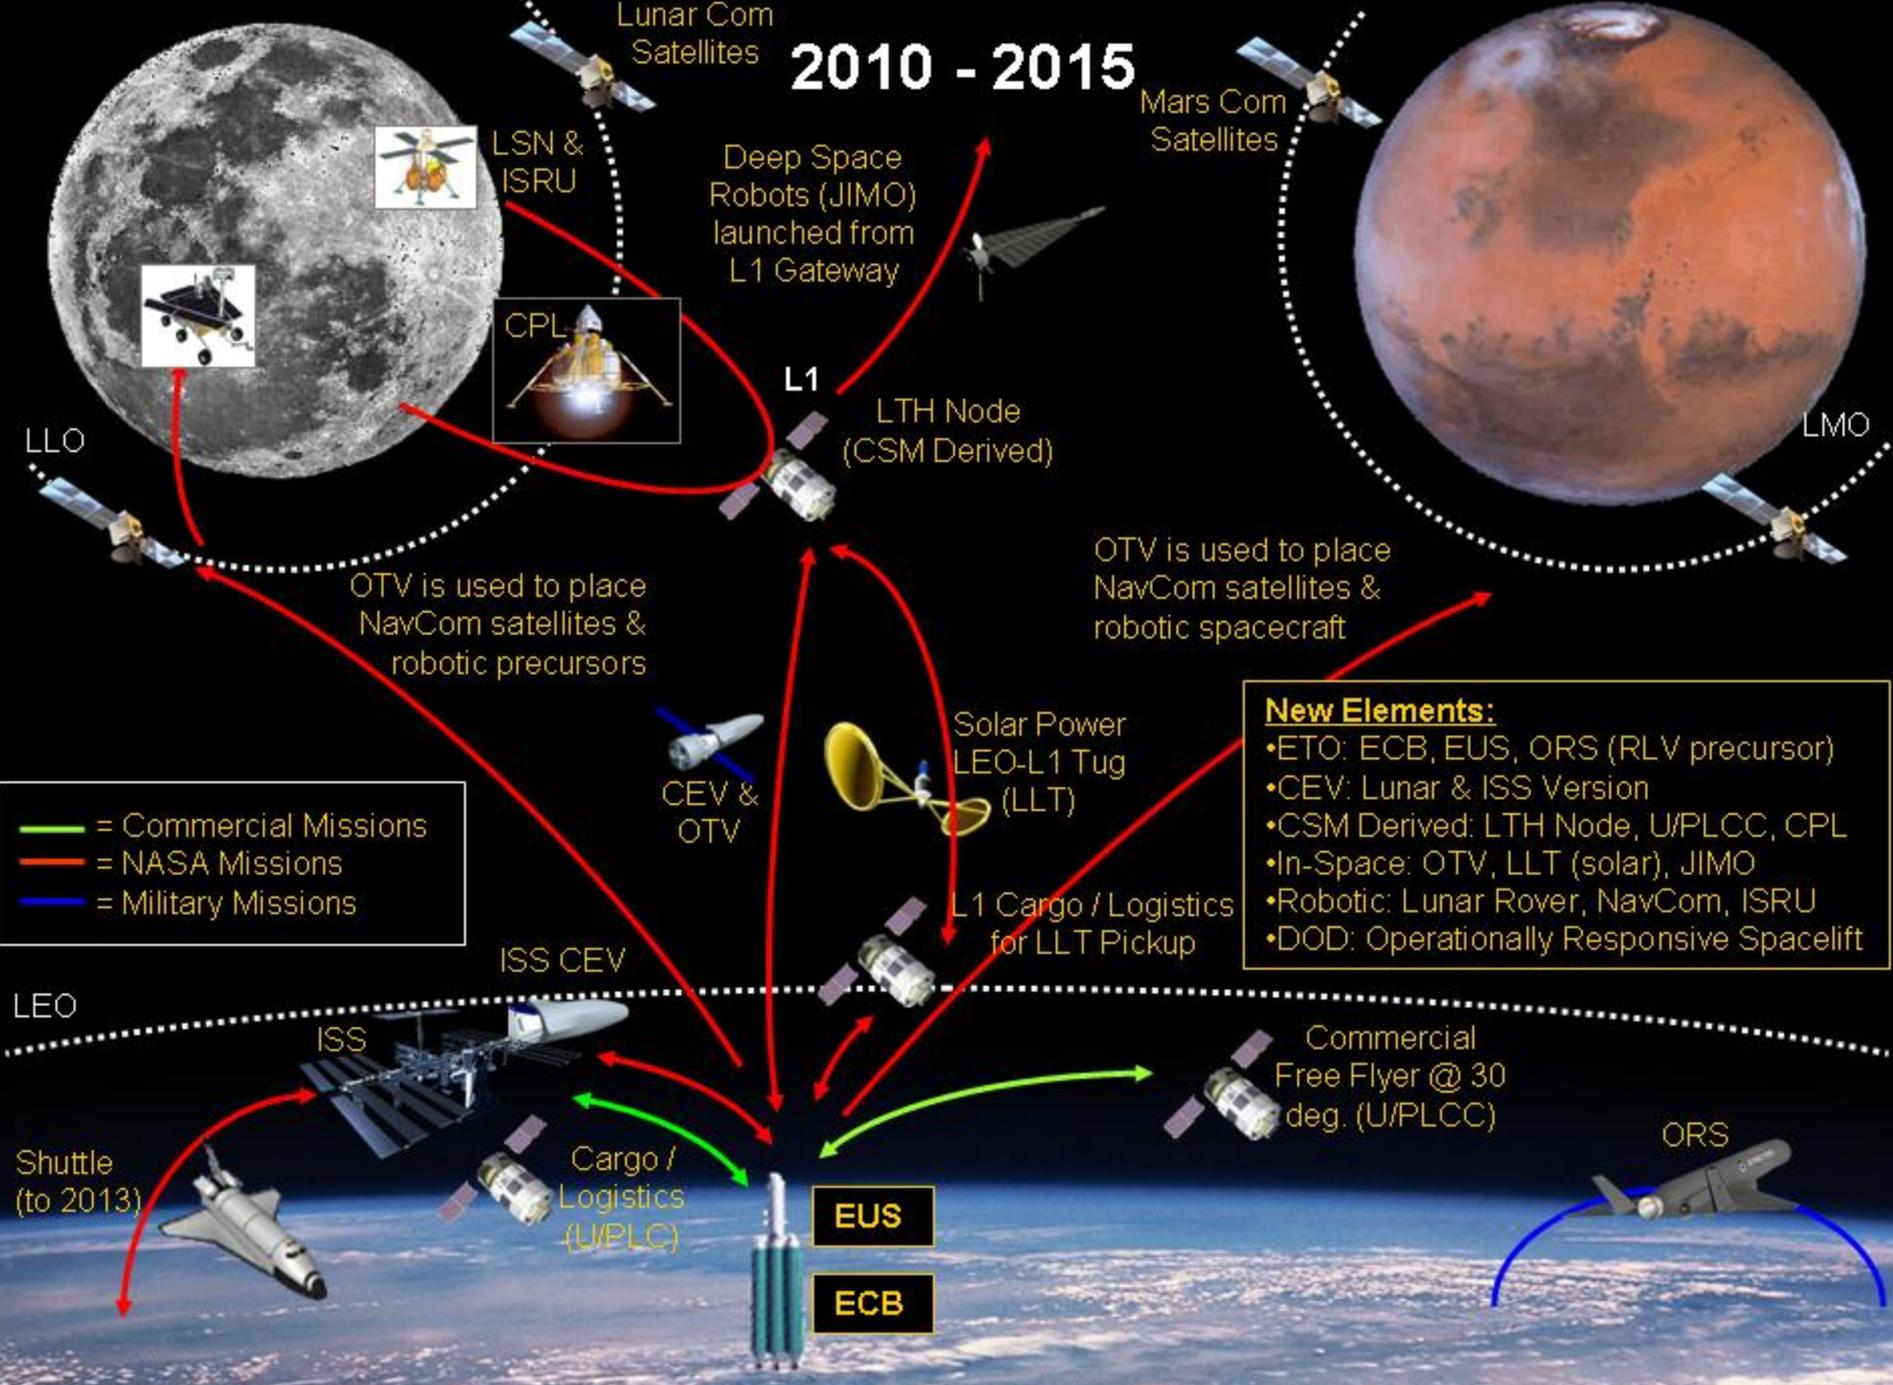 Lunar Com
Satellites
2010 - 2015
Mars Com
Satellites
LSN &
ISRU
Deep Space
Robots (JIMO)
launched from
L1 Gateway
CPL
L1
LTH Node
(CSM Derived)
LLO
LMO
OTV is used to place
NavCom satellites &
robotic precursors
OTV is used to place
NavCom satellites &
robotic spacecraft
CEV &
OTV
Solar Power
LEO-L1 Tug
(LLT)
New Elements:
•ETO: ECB, EUS, ORS (RLV precursor)
•CEV: Lunar & ISS Version
•CSM Derived: LTH Node, U/PLCC, CPL
•In-Space: OTV, LLT (solar), JIMO
•Robotic: Lunar Rover, NavCom, ISRU
•DOD: Operationally Responsive Spacelift
= Commercial Missions
= NASA Missions
= Military Missions
L1 Cargo / Logistics
for LLT Pickup
ISS CEV
LEO
ISS
Commercial
Free Flyer @ 30
deg. (U/PLCC)
ORS
Shuttle
(to 2013)
Cargo /
Logistics
(U/PLC)
EUS
ECB